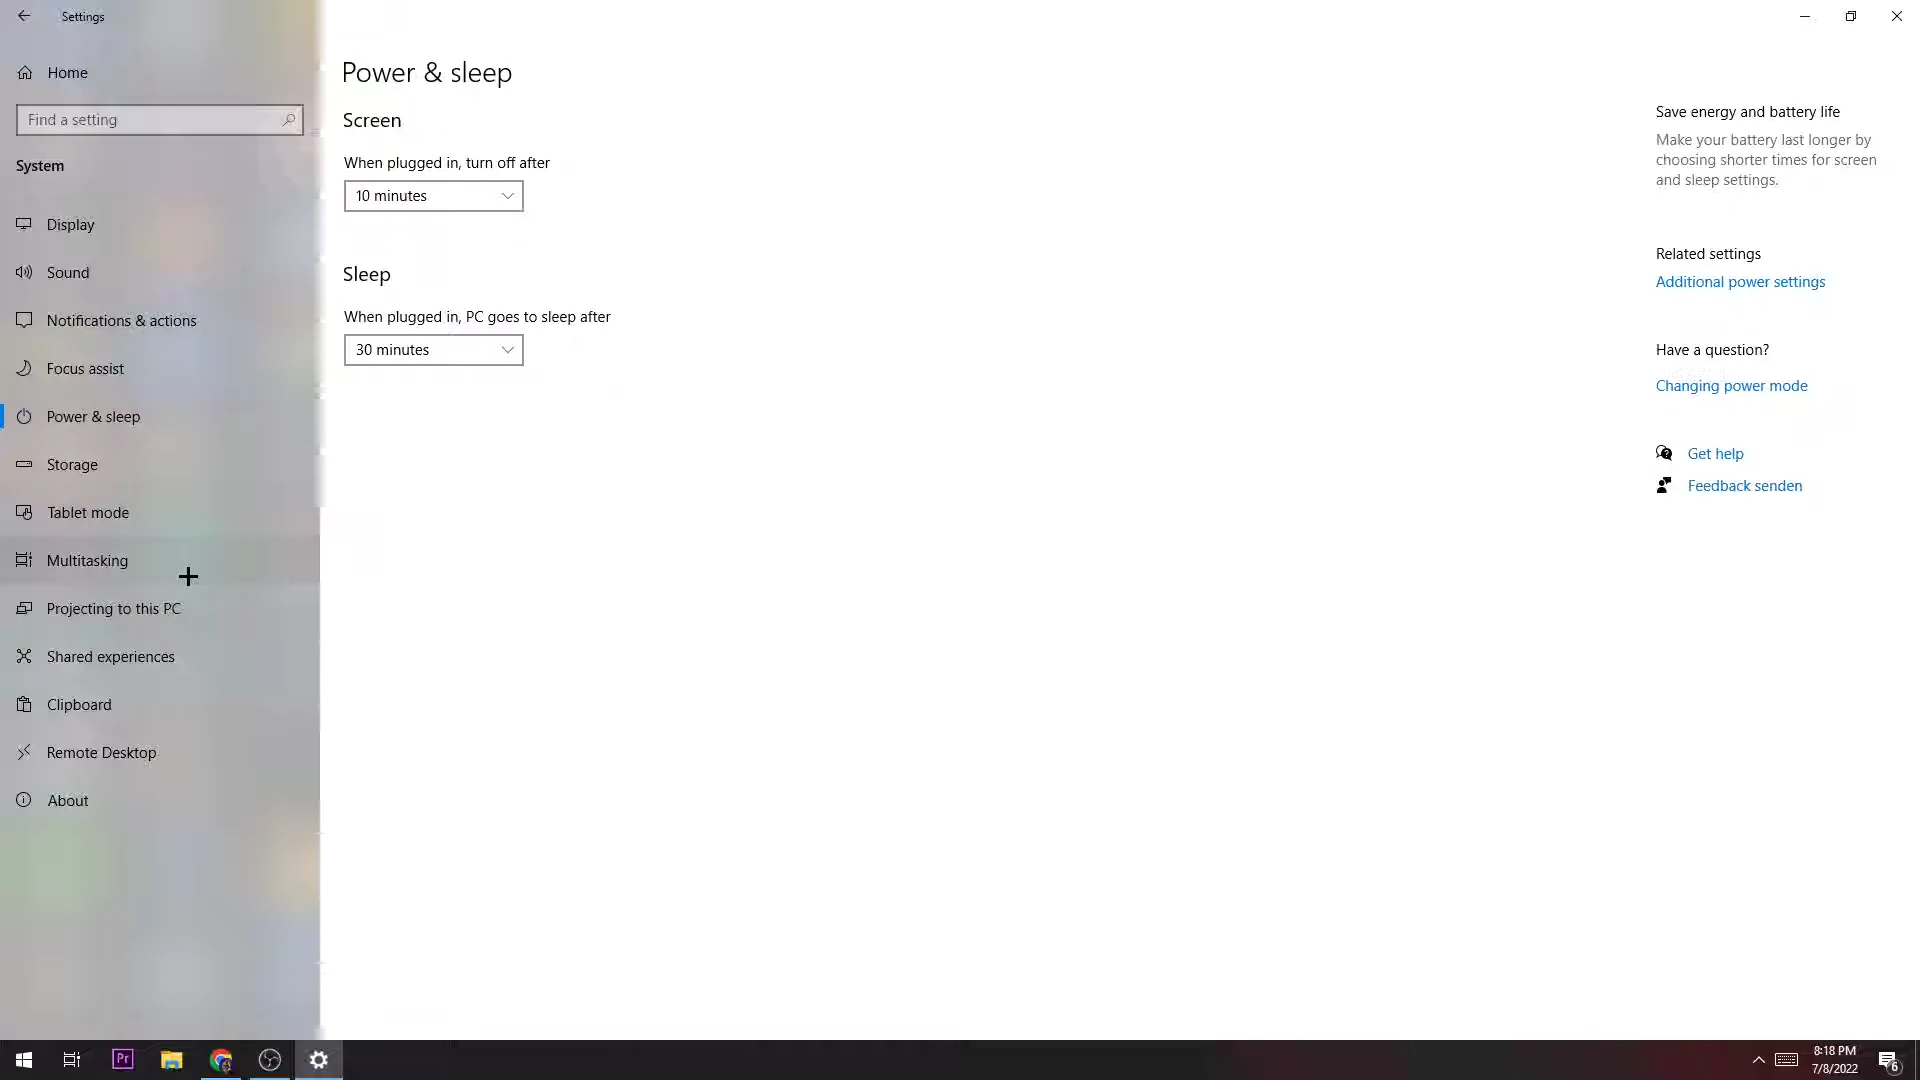 Settings
Home
Find a setting
System
Display
Sound
Notifications & actions
Focus assist
Power & sleep
Storage
Tablet mode
Multitasking
Projecting to this PC
Shared experiences
Clipboard
Remote Desktop
About
Power & sleep
Screen
When plugged in, turn off after
10 minutes
Sleep
When plugged in, PC goes to sleep after
30 minutes
Save energy and battery life
Make your battery last longer by
choosing shorter times for screen
and sleep settings.
Related settings
Additional power settings
Have a question?
Changing power mode
Get help
Feedback senden
Pr
8:18 PM
7/8/2022
6